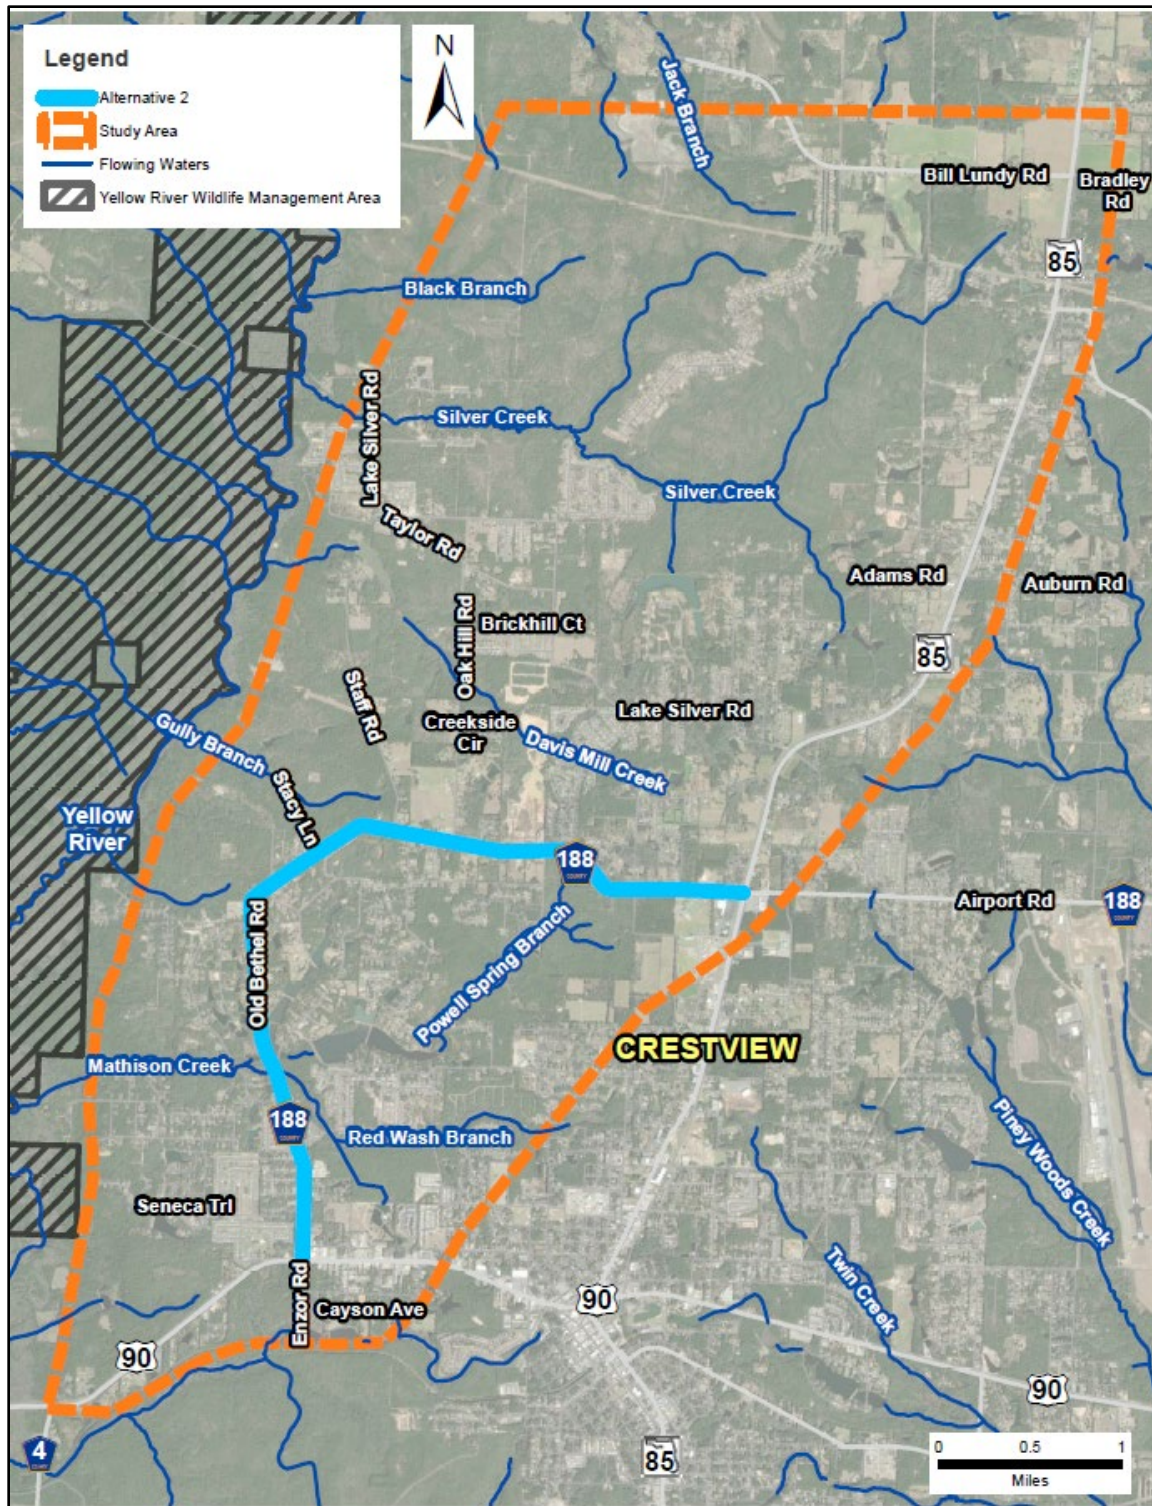 Legend
Alternative 2
Study Area
Flowing Waters
Yellow River Wildlife Management Area
N
Jack Branch
Bill Lundy Rd
Bradley
Rd
85
Black Branch
Lake Silver Rd
Silver Creek
Silver Creek
Taylor Rd
Adams Rd
Auburn Rd
Oak Hill Rd
Brickhill Ct
85
Staff Rd
Lake Silver Rd
Creekside
Cir
Davis Mill Creek
Gully Branch
Stacy Ln
Yellow
River
188
COUNTY
Airport Rd
188
COUNTY
Old Bethel Rd
Powell Spring Branch
CRESTVIEW
Mathison Creek
188
COUNTY
Red Wash Branch
Piney Woods Creek
Seneca Trl
Twin Creek
Enzor Rd
Cayson Ave
90
90
90
4
COUNTY
85
0 0.5 1
Miles